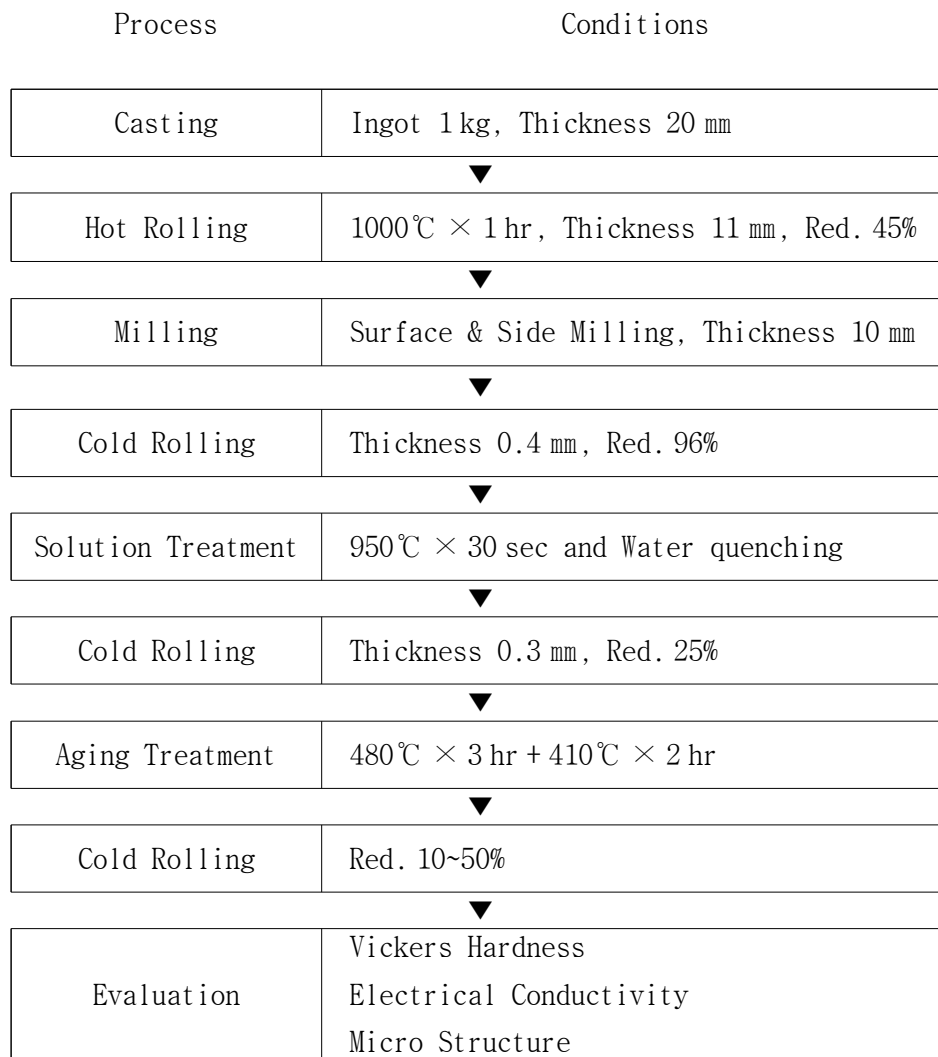 Process Conditions
Casting Ingot 1 kg, Thickness 20 mm
▼
Hot Rolling 1000℃ × 1 hr, Thickness 11 mm, Red. 45%
▼
Milling Surface & Side Milling, Thickness 10 mm
▼
Cold Rolling Thickness 0.4 mm, Red. 96%
▼
Solution Treatment 950℃ × 30 sec and Water quenching
▼
Cold Rolling Thickness 0.3 mm, Red. 25%
▼
Aging Treatment 480℃ × 3 hr + 410℃ × 2 hr
▼
Cold Rolling Red. 10~50%
▼
Vickers Hardness
Evaluation Electrical Conductivity
Micro Structure